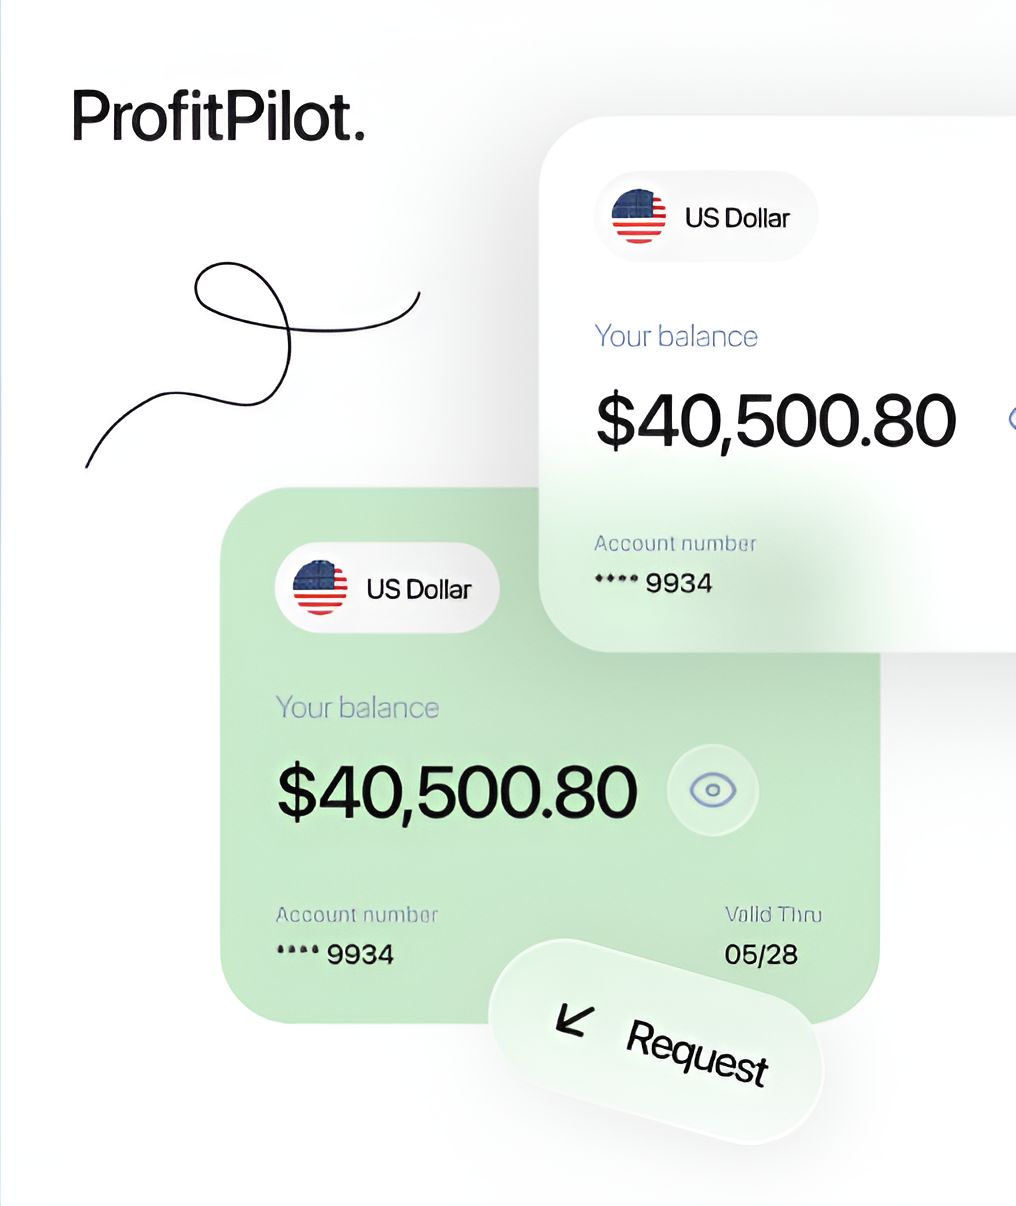 ProfitPilot.
US Dollar
Your balance
$40,500.80
Account number
**** 9934
US Dollar
Your balance
$40,500.80
Account number
**** 9934
Valid Thru
05/28
Request